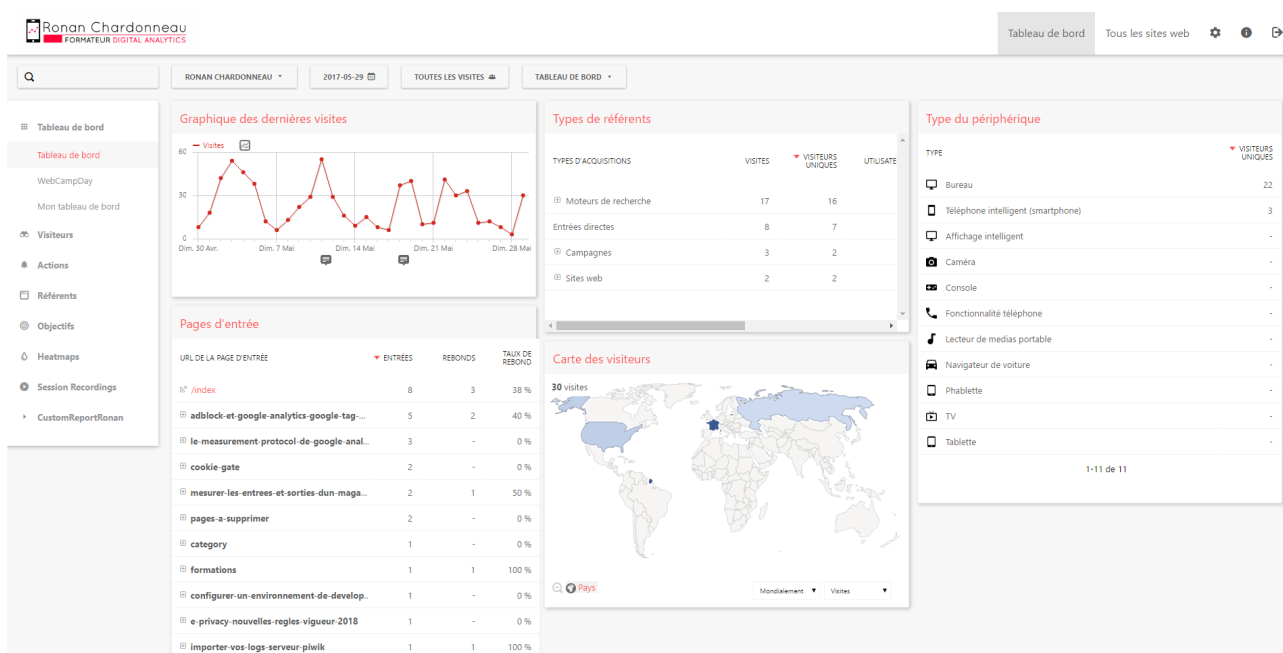 Ronan Chardonneau
FORMATEUR DIGITAL ANALYTICS
Tableau de bord
Tous les sites web
RONAN CHARDONNEAU
2017-05-29
TOUTES LES VISITES
TABLEAU DE BORD
Tableau de bord
Tableau de bord
WebCampDay
Mon tableau de bord
Visiteurs
Actions
Référents
Objectifs
Heatmaps
Session Recordings
CustomReportRonan
Graphique des dernières visites
Visites
60
30
0
Dim. 30 Avr. Dim. 7 Mai Dim. 14 Mai Dim. 21 Mai Dim. 28 Mai
Pages d'entrée
URL DE LA PAGE D'ENTRÉE ENTRÉES REBONDS TAUX DE REBOND
/index 8 3 38 %
adblock-et-google-analytics-google-tag-... 5 2 40 %
le-measurement-protocol-de-google-anal... 3 - 0 %
cookie-gate 2 - 0 %
mesurer-les-entrees-et-sorties-dun-maga... 2 1 50 %
pages-a-supprimer 2 - 0 %
category 1 - 0 %
formations 1 1 100 %
configurer-un-environnement-de-develop.. 1 - 0 %
e-privacy-nouvelles-regles-vigueur-2018 1 - 0 %
importer-vos-logs-serveur-piwik 1 1 100 %
Types de référents
TYPES D'ACQUISITIONS VISITES VISITEURS UNIQUES UTILISATE
Moteurs de recherche 17 16
Entrées directes 8 7
Campagnes 3 2
Sites web 2 2
Carte des visiteurs
30 visites
Pays
Mondialement
Visites
Type du périphérique
TYPE VISITEURS UNIQUES
Bureau 22
Téléphone intelligent (smartphone) 3
Affichage intelligent -
Caméra -
Console -
Fonctionnalité téléphone -
Lecteur de medias portable -
Navigateur de voiture -
Phablette -
TV -
Tablette -
1-11 de 11